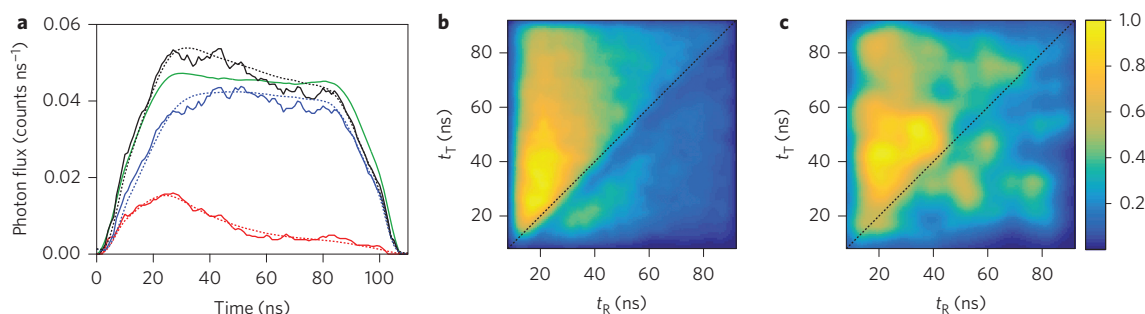 a
Photon flux (counts ns⁻¹)
0.06
0.04
0.02
0.00
0 20 40 60 80 100
Time (ns)
b
t_T (ns)
80
60
40
20
20 40 60 80
t_R (ns)
c
t_T (ns)
80
60
40
20
20 40 60 80
t_R (ns)
1.0
0.8
0.6
0.4
0.2